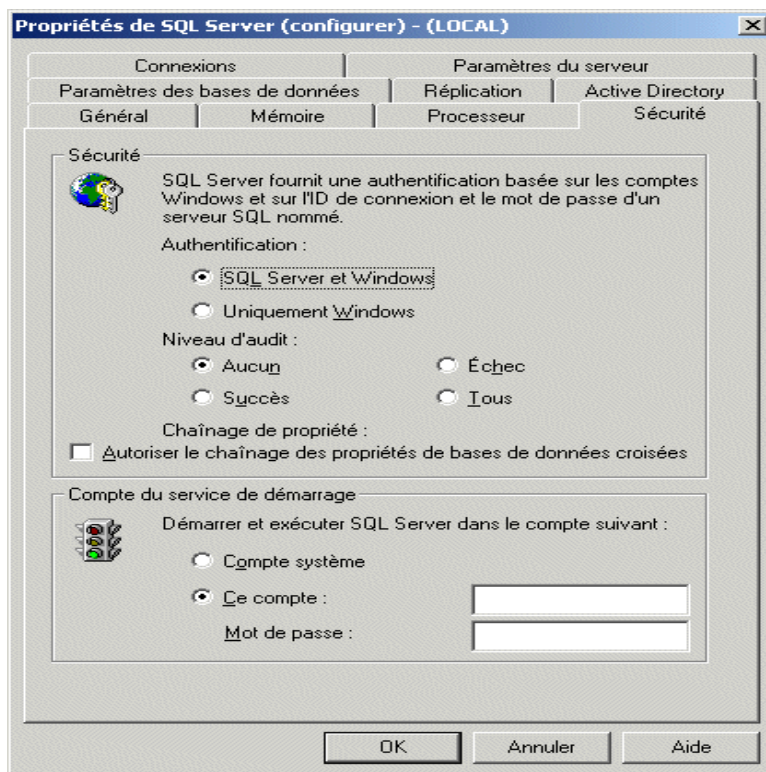 Propriétés de SQL Server (configurer) - (LOCAL)
Connexions
Paramètres du serveur
Paramètres des bases de données
Réplication
Active Directory
Général
Mémoire
Processeur
Sécurité
Sécurité
SQL Server fournit une authentification basée sur les comptes
Windows et sur l'ID de connexion et le mot de passe d'un
serveur SQL nommé.
Authentification :
SQL Server et Windows
Uniquement Windows
Niveau d'audit :
Aucun
Échec
Succès
Tous
Chaînage de propriété :
Autoriser le chaînage des propriétés de bases de données croisées
Compte du service de démarrage
Démarrer et exécuter SQL Server dans le compte suivant :
Compte système
Ce compte :
Mot de passe :
OK
Annuler
Aide